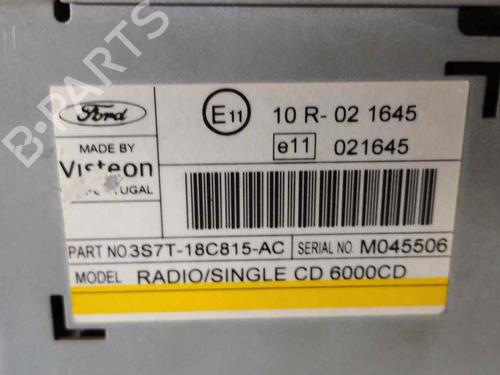 B-PARTS
Ford
MADE BY
Visteon
PORTUGAL
E11
10 R- 02 1645
e11 021645
PART NO. 3S7T-18C815-AC SERIAL NO. M045506
MODEL RADIO/SINGLE CD 6000CD